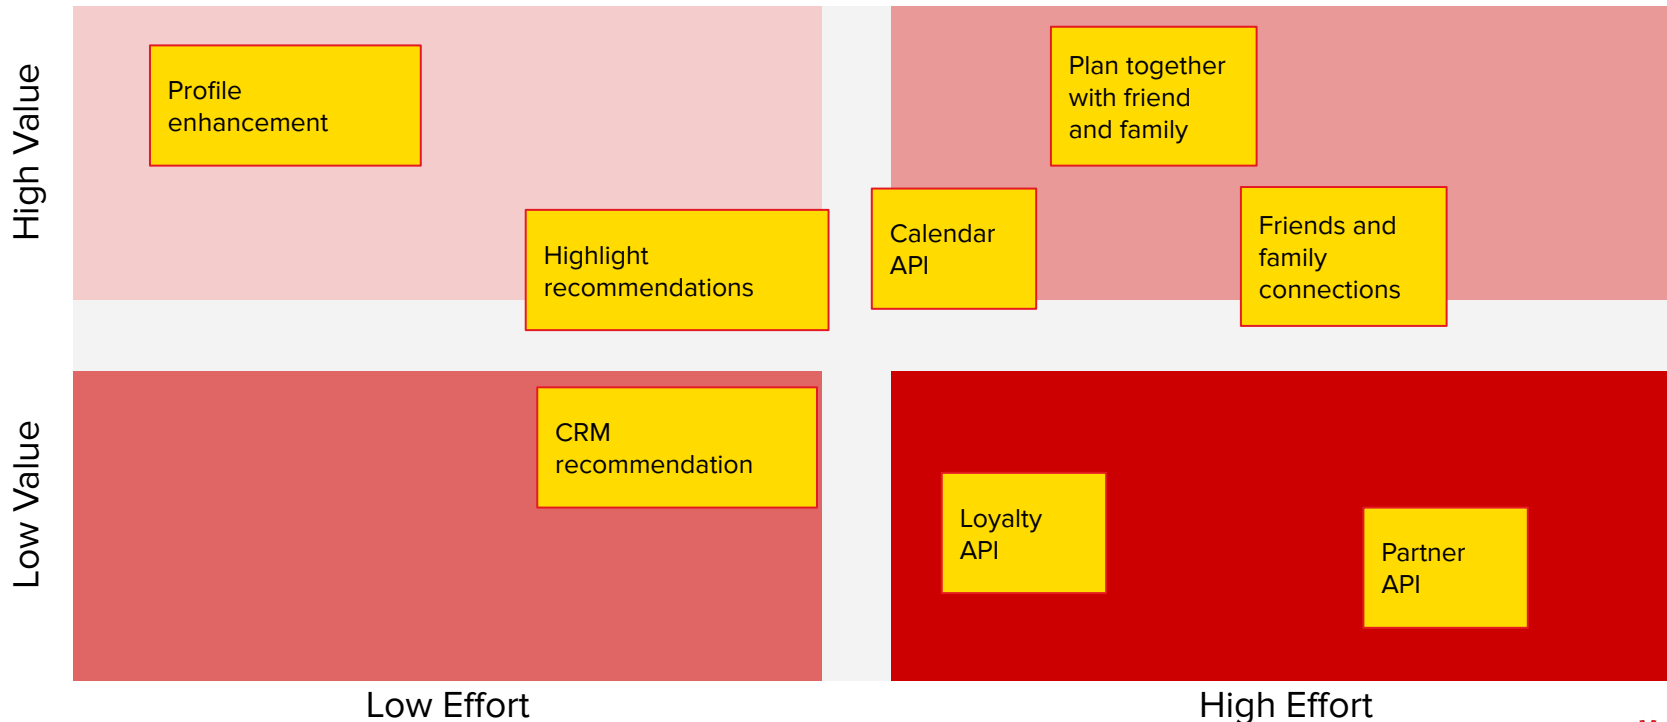 High Value
Profile
enhancement
Highlight
recommendations
Calendar
API
Plan together
with friend
and family
Friends and
family
connections
Low Value
CRM
recommendation
Loyalty
API
Partner
API
Low Effort
High Effort